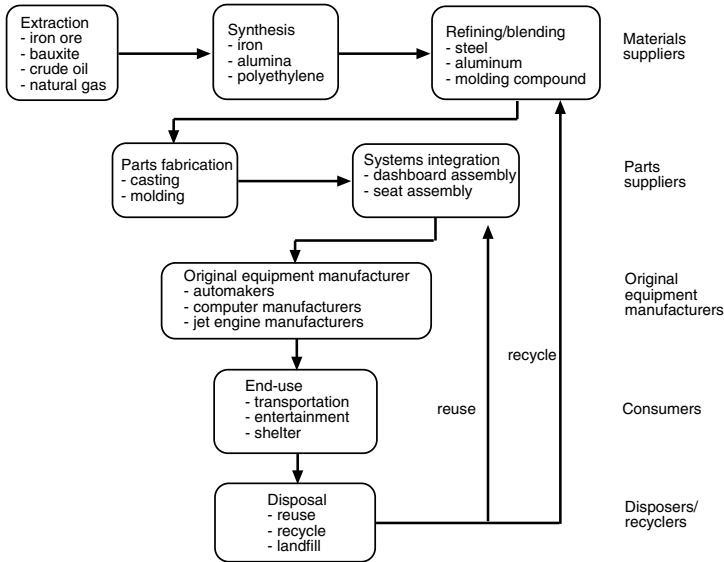 Extraction
- iron ore
- bauxite
- crude oil
- natural gas
Synthesis
- iron
- alumina
- polyethylene
Refining/blending
- steel
- aluminum
- molding compound
Materials
suppliers
Parts fabrication
- casting
- molding
Systems integration
- dashboard assembly
- seat assembly
Parts
suppliers
Original equipment manufacturer
- automakers
- computer manufacturers
- jet engine manufacturers
Original
equipment
manufacturers
recycle
End-use
- transportation
- entertainment
- shelter
reuse
Consumers
Disposal
- reuse
- recycle
- landfill
Disposers/
recyclers